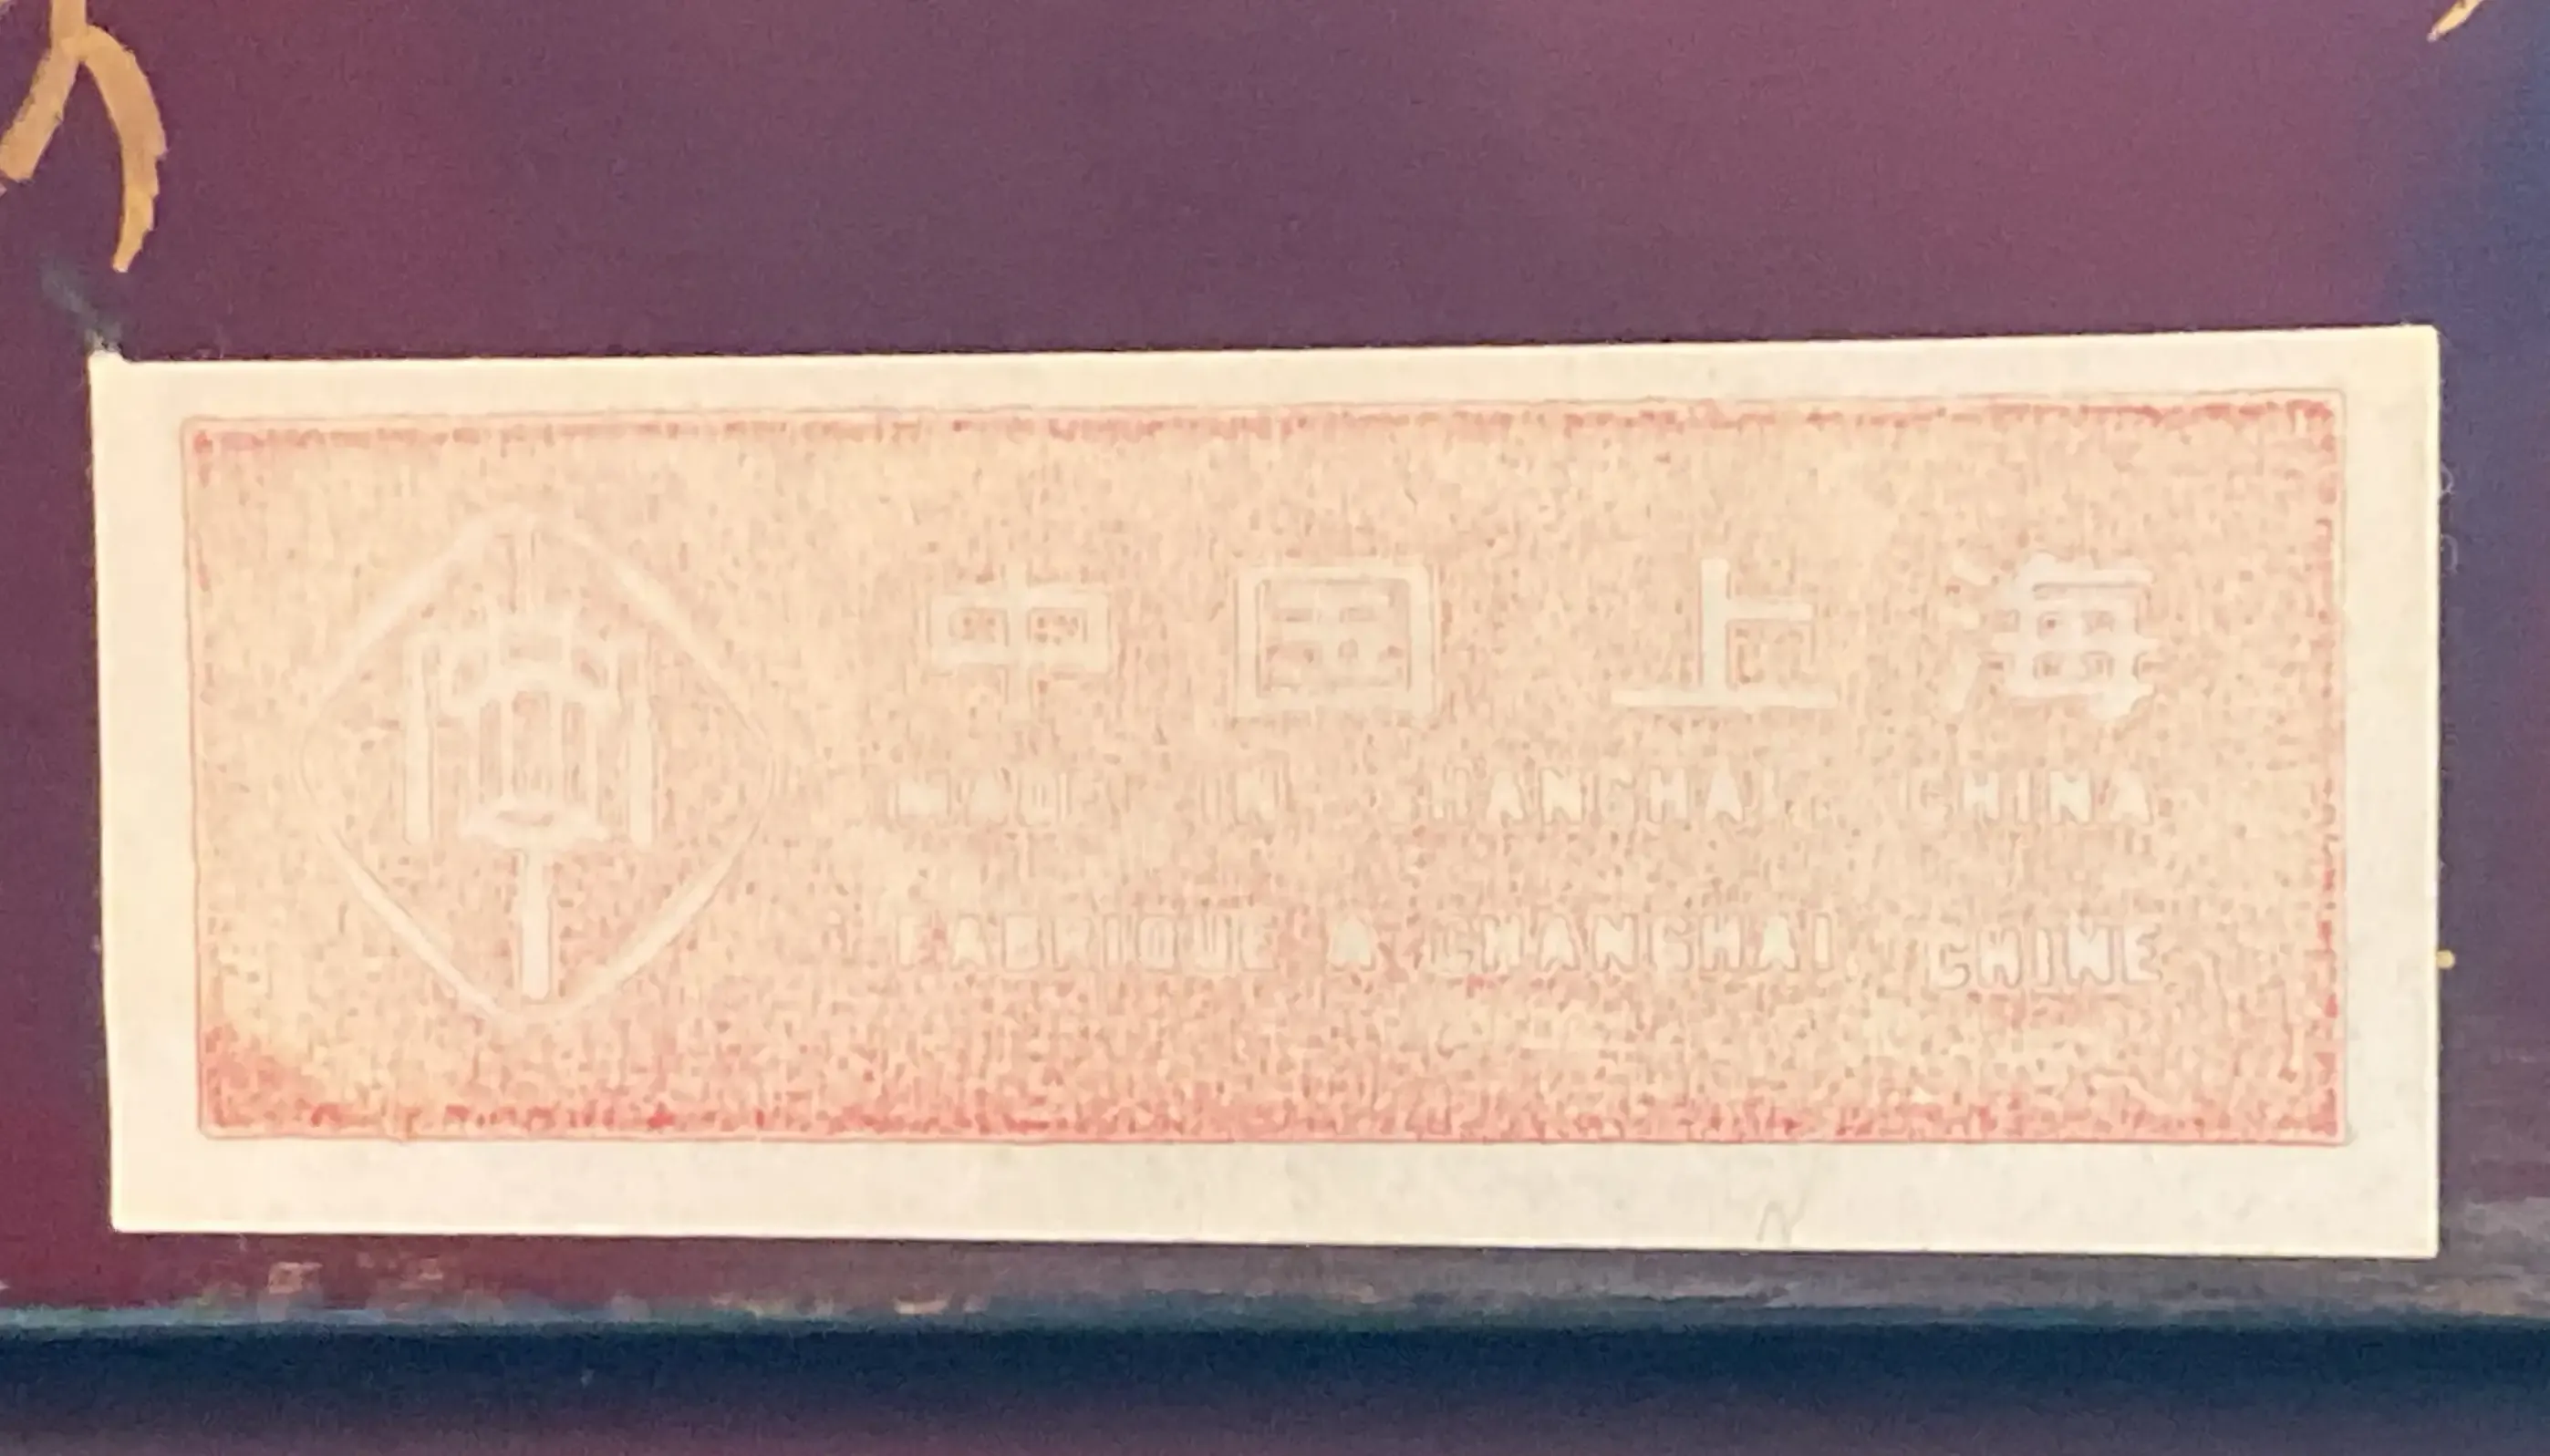 中国上海
MADE IN SHANGHAI, CHINA
FABRIQUE A CHANGHAI, CHINE